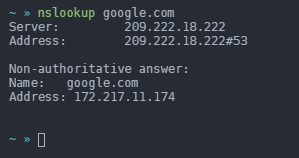 ~ » nslookup google.com
Server:         209.222.18.222
Address:        209.222.18.222#53
Non-authoritative answer:
Name:   google.com
Address: 172.217.11.174
~ »